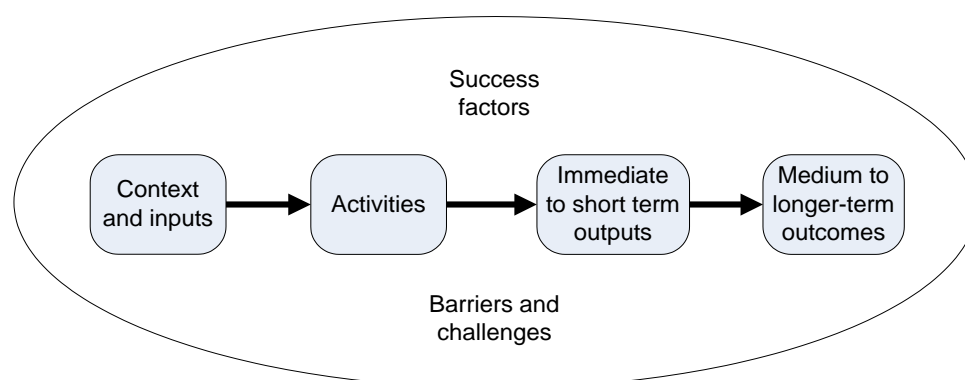 Success
factors
Context
and inputs
Activities
Immediate
to short term
outputs
Medium to
longer-term
outcomes
Barriers and
challenges